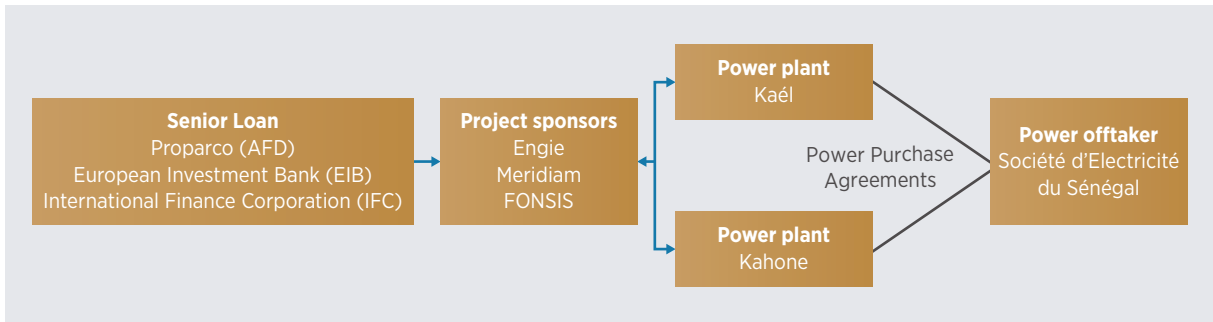 Senior Loan
Proparco (AFD)
European Investment Bank (EIB)
International Finance Corporation (IFC)
Project sponsors
Engie
Meridiam
FONSIS
Power plant
Kaél
Power plant
Kahone
Power Purchase
Agreements
Power offtaker
Société d'Electricité
du Sénégal